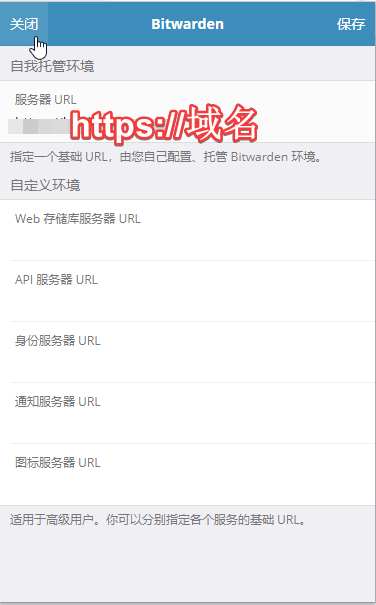 关闭 Bitwarden 保存
自我托管环境
服务器 URL
https://域名
指定一个基础 URL，由您自己配置、托管 Bitwarden 环境。
自定义环境
Web 存储库服务器 URL
API 服务器 URL
身份服务器 URL
通知服务器 URL
图标服务器 URL
适用于高级用户。你可以分别指定各个服务的基础 URL。